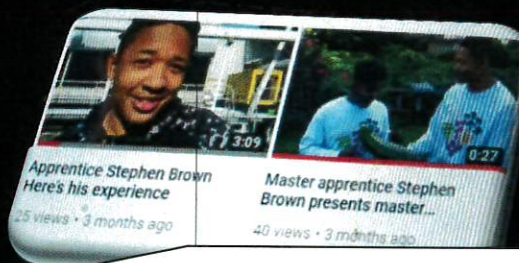 3:09
Apprentice Stephen Brown
Here's his experience
25 views • 3 months ago
0:27
Master apprentice Stephen
Brown presents master...
40 views • 3 months ago